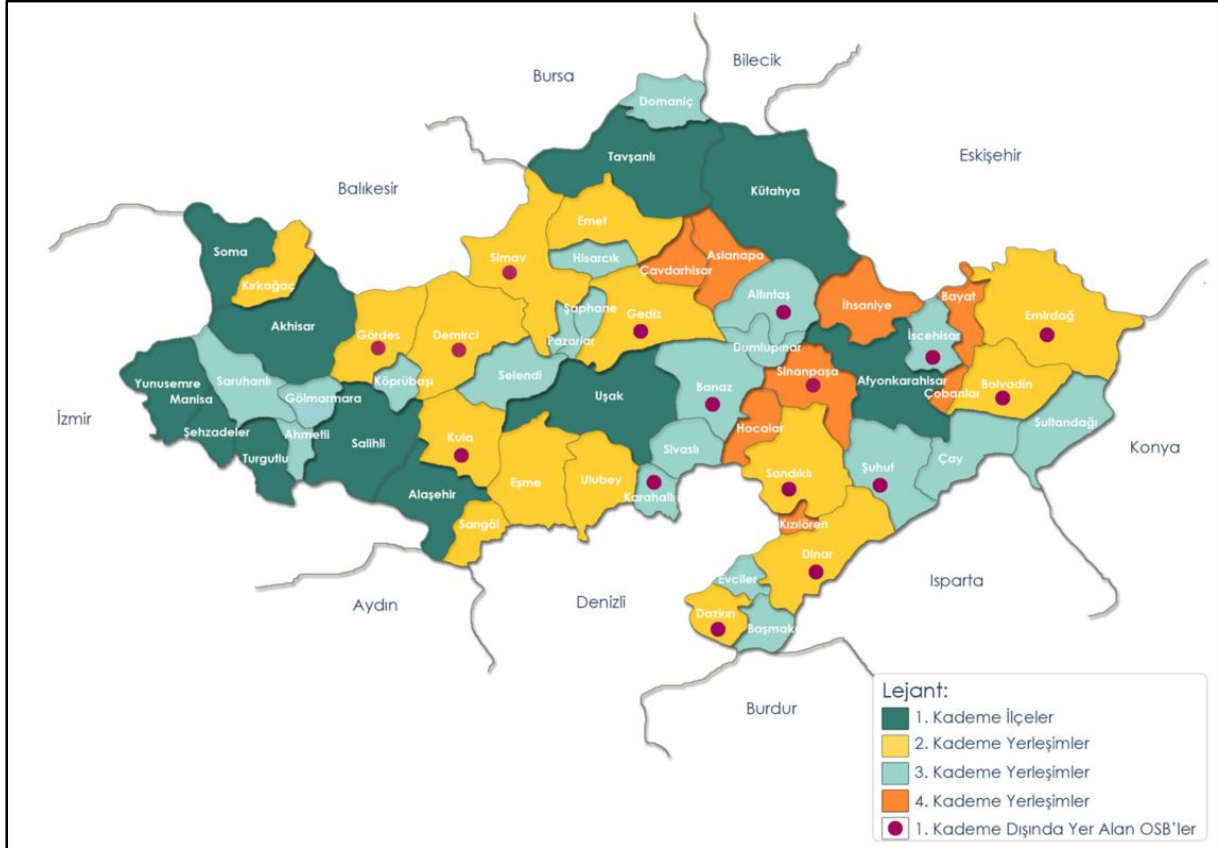 Bursa
Bilecik
Domaniç
Eskişehir
Tavşanlı
Kütahya
Balıkesir
Emet
Soma
Simav
Hisarcık
Aslanapa
Çavdarhisar
Kırkağaç
Altıntaş
İhsaniye
Bayat
Emirdağ
Şaphane
Gediz
Akhisar
Gördes
Demirci
Pazarlar
Dumlupınar
İscehisar
Saruhanlı
Köprübaşı
Selendi
Sinanpaşa
Afyonkarahisar
Yunusemre
Manisa
Gölmarmara
Uşak
Banaz
Çobanlar
Bolvadin
İzmir
Şehzadeler
Ahmetli
Salihli
Kula
Hocalar
Sultandağı
Konya
Turgutlu
Sivaslı
Çay
Alaşehir
Eşme
Ulubey
Karahallı
Sandıklı
Şuhut
Sarıgöl
Kızılören
Dinar
Isparta
Aydın
Denizli
Evciler
Dazkırı
Başmak
Burdur
Lejant:
1. Kademe İlçeler
2. Kademe Yerleşimler
3. Kademe Yerleşimler
4. Kademe Yerleşimler
1. Kademe Dışında Yer Alan OSB'ler